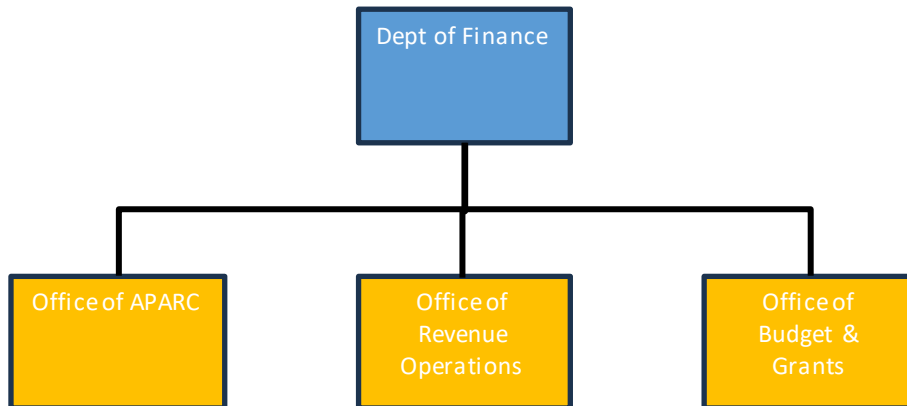 Dept of Finance
Office of APARC
Office of
Revenue
Operations
Office of
Budget &
Grants